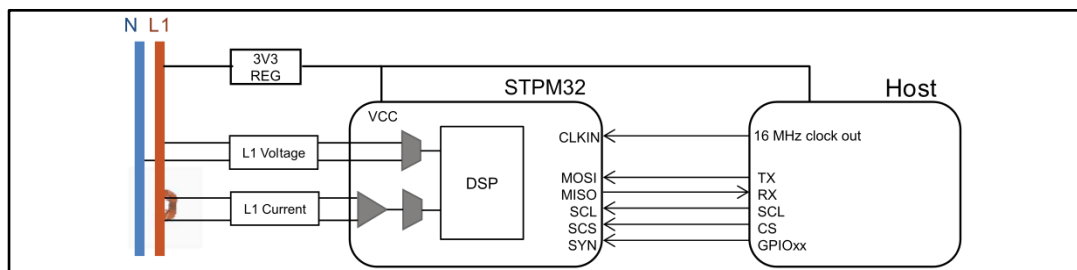 N L1
3V3
REG
STPM32
Host
VCC
CLKIN
16 MHz clock out
L1 Voltage
DSP
MOSI
TX
MISO
RX
L1 Current
SCL
SCL
SCS
CS
SYN
GPIOxx